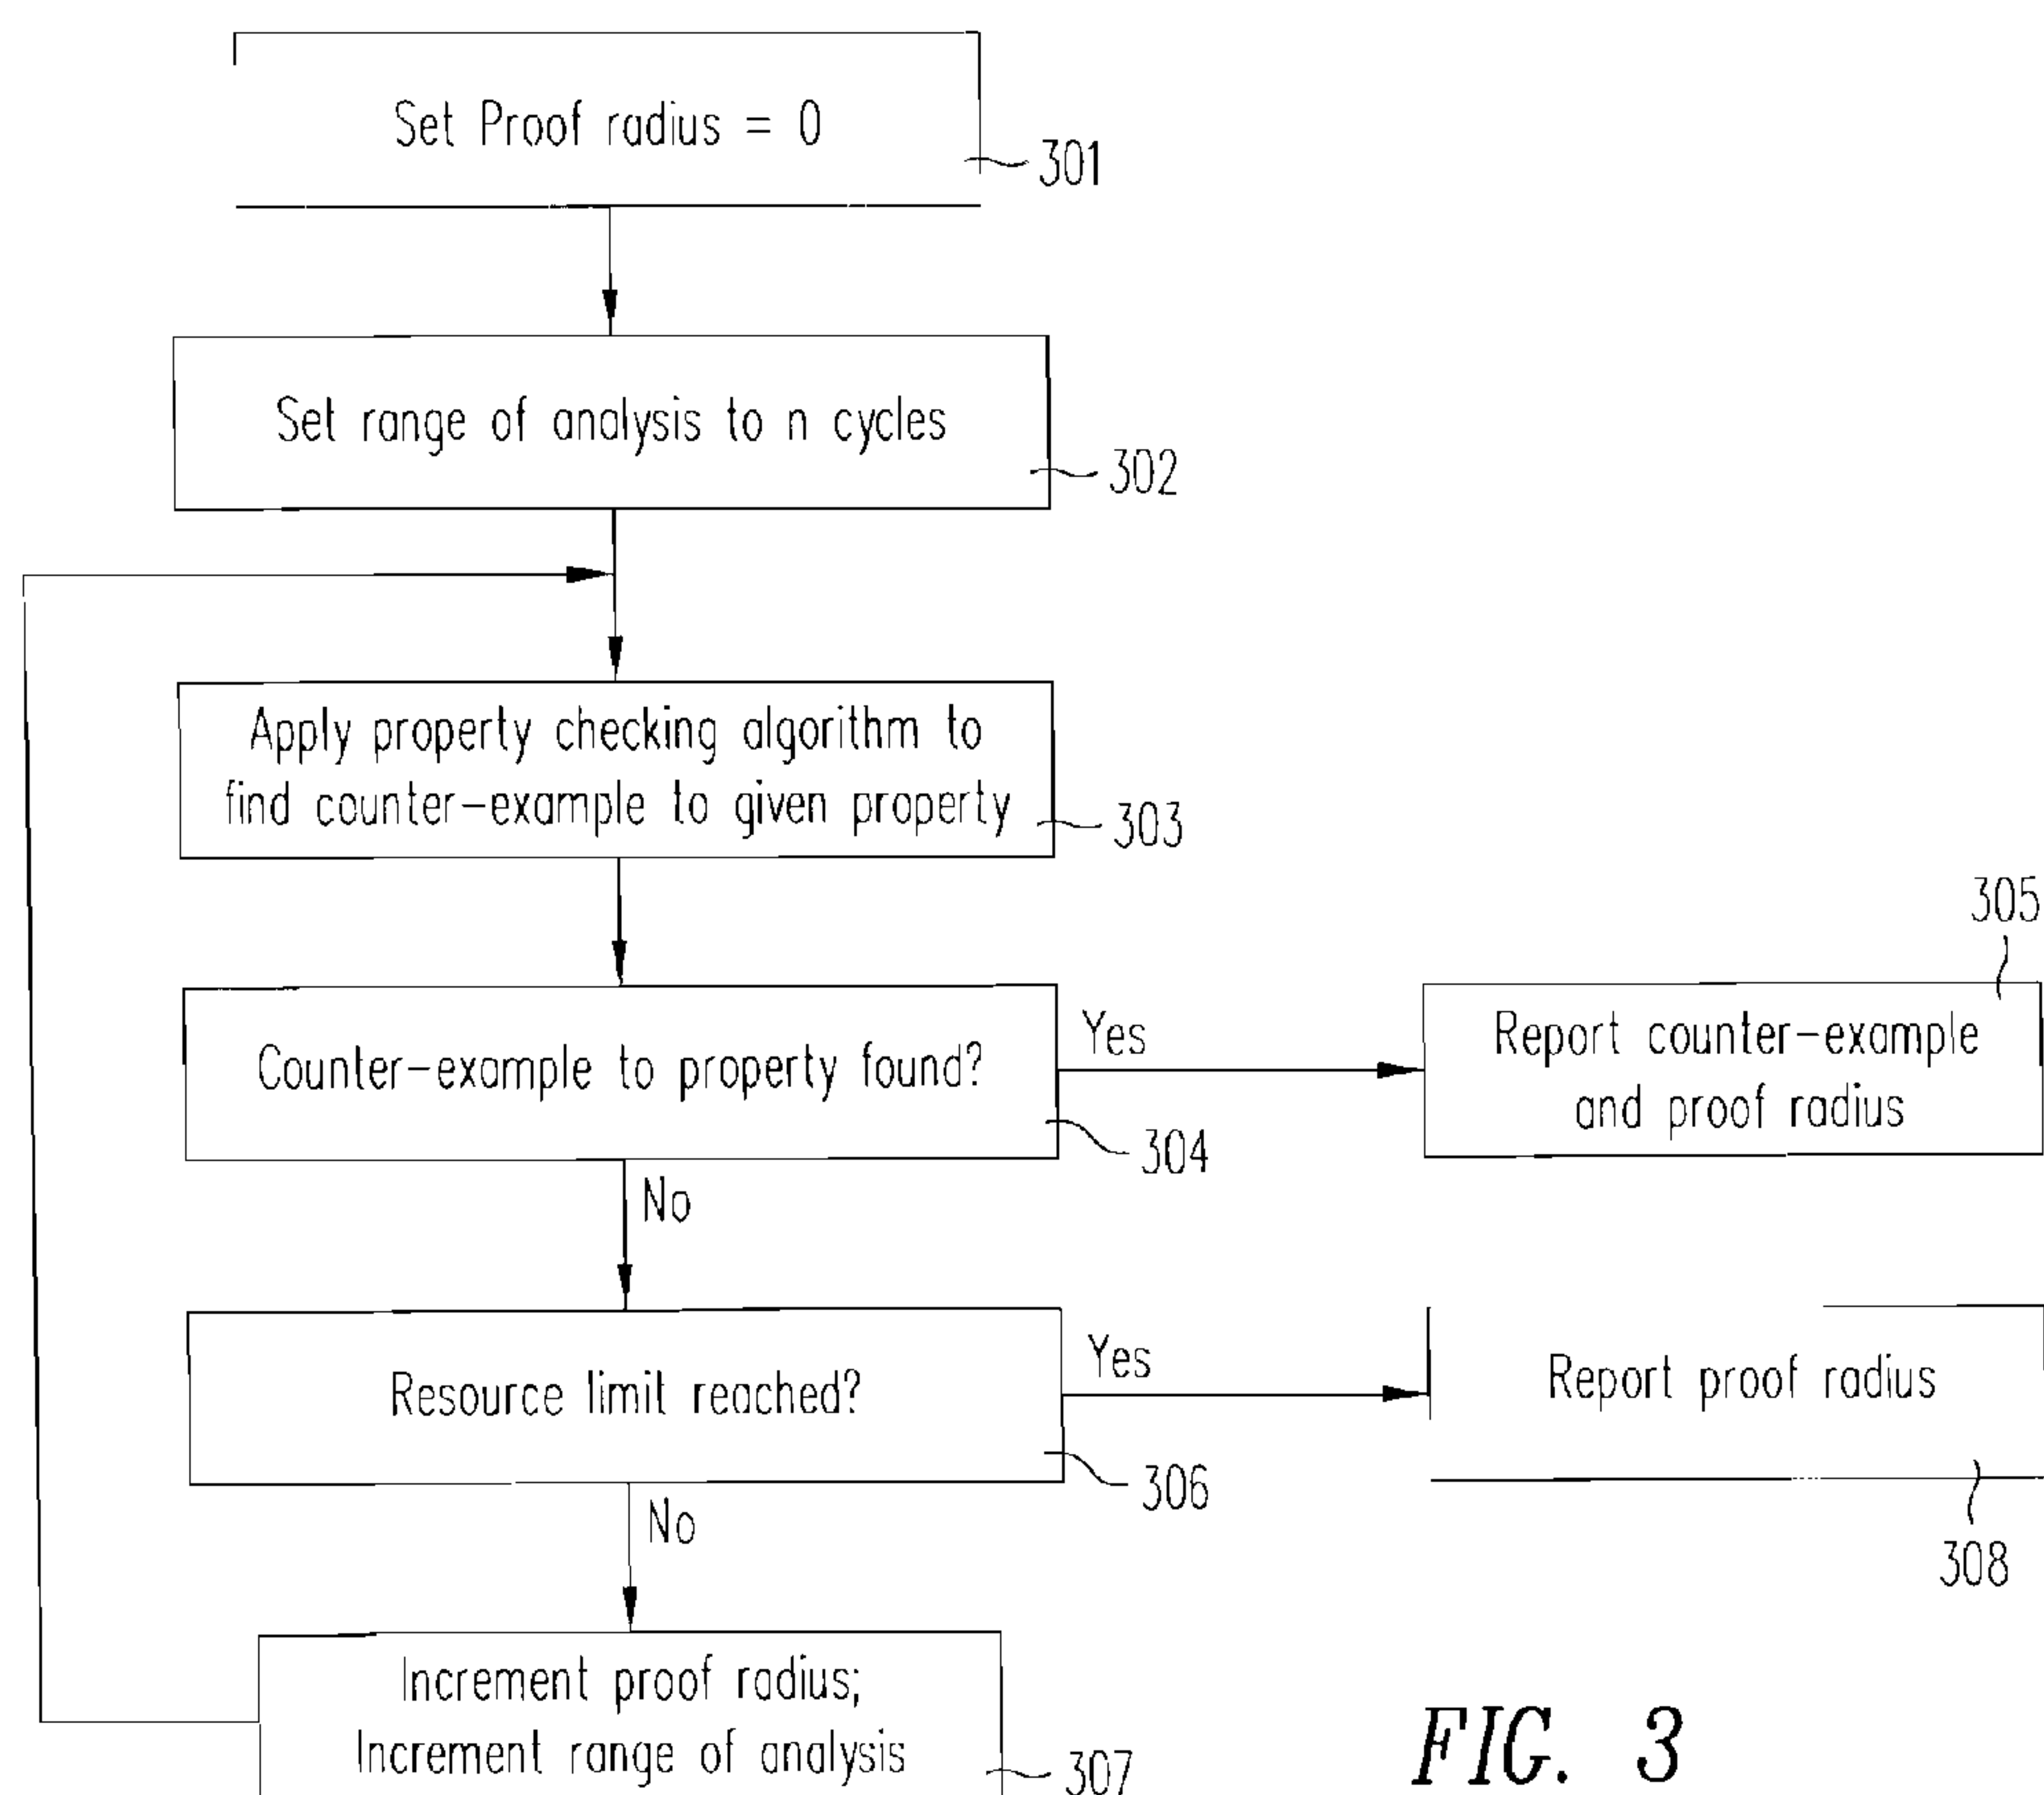 Set Proof radius = 0
301
Set range of analysis to n cycles
302
Apply property checking algorithm to
find counter-example to given property
303
Counter-example to property found?
304
Yes
305
Report counter-example
and proof radius
No
Resource limit reached?
306
Yes
Report proof radius
308
No
Increment proof radius;
Increment range of analysis
307
FIG. 3